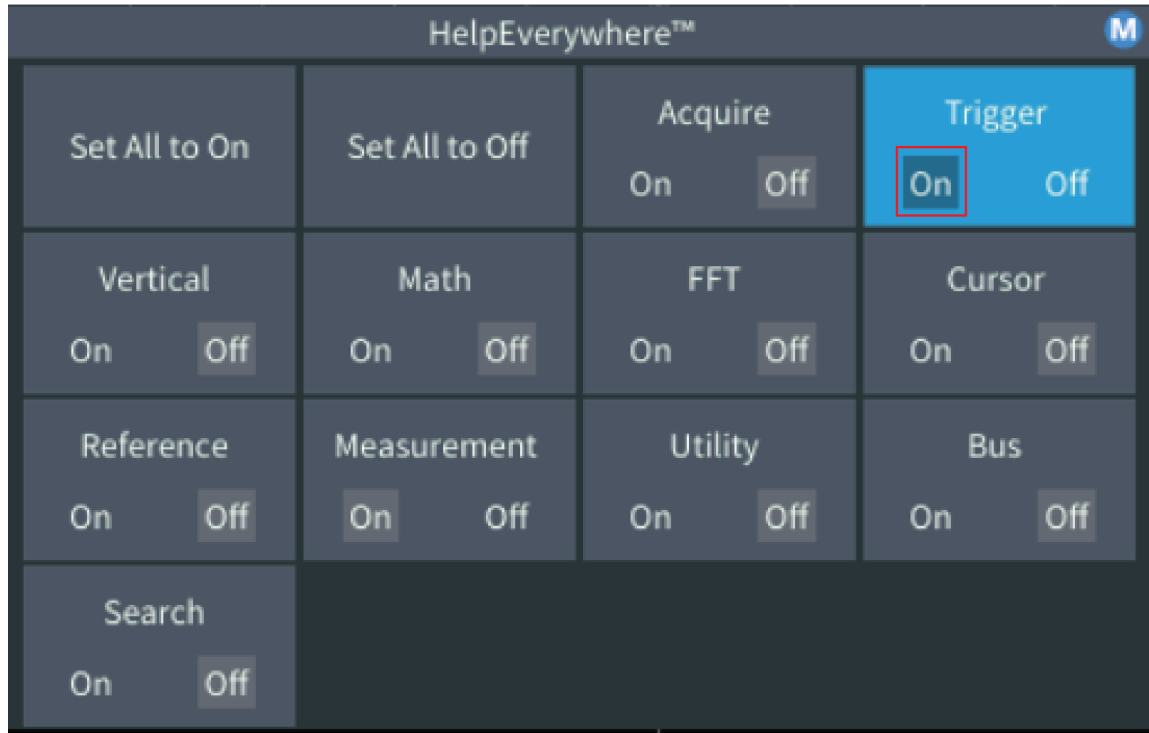 HelpEverywhere™ M
Set All to On
Set All to Off
Acquire
On Off
Trigger
On Off
Vertical
On Off
Math
On Off
FFT
On Off
Cursor
On Off
Reference
On Off
Measurement
On Off
Utility
On Off
Bus
On Off
Search
On Off